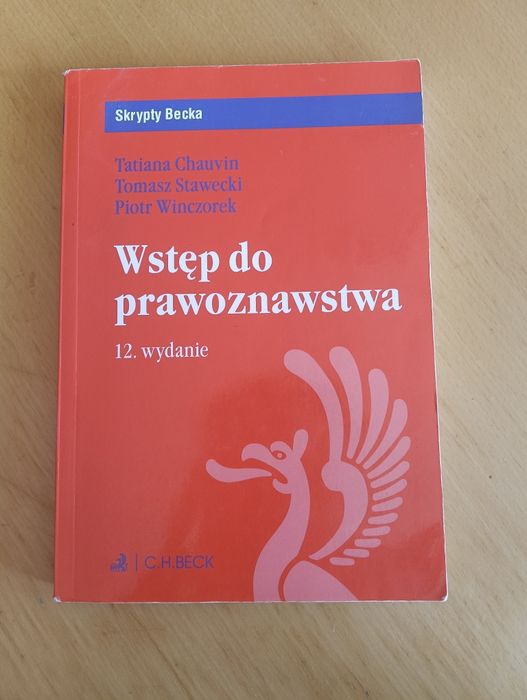 Skrypty Becka
Tatiana Chauvin
Tomasz Stawecki
Piotr Winczorek
Wstęp do
prawoznawstwa
12. wydanie
C.H.BECK